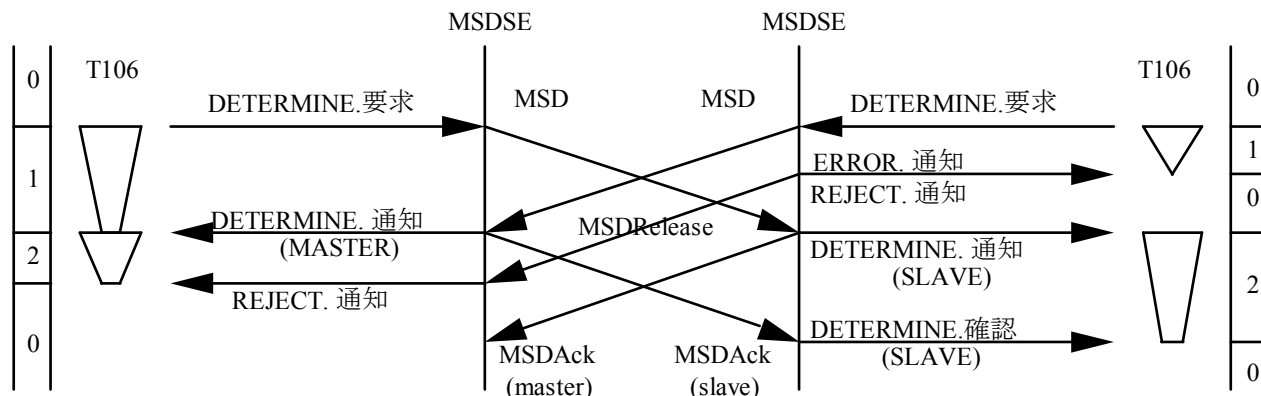 MSDSE MSDSE
0 T106 T106 0
DETERMINE.要求 MSD MSD DETERMINE.要求
1 ERROR. 通知 1
REJECT. 通知 0
DETERMINE. 通知 MSDRelease
(MASTER) DETERMINE. 通知
2 (SLAVE) 2
REJECT. 通知
0 DETERMINE.確認
MSDAck MSDAck (SLAVE)
(master) (slave) 0